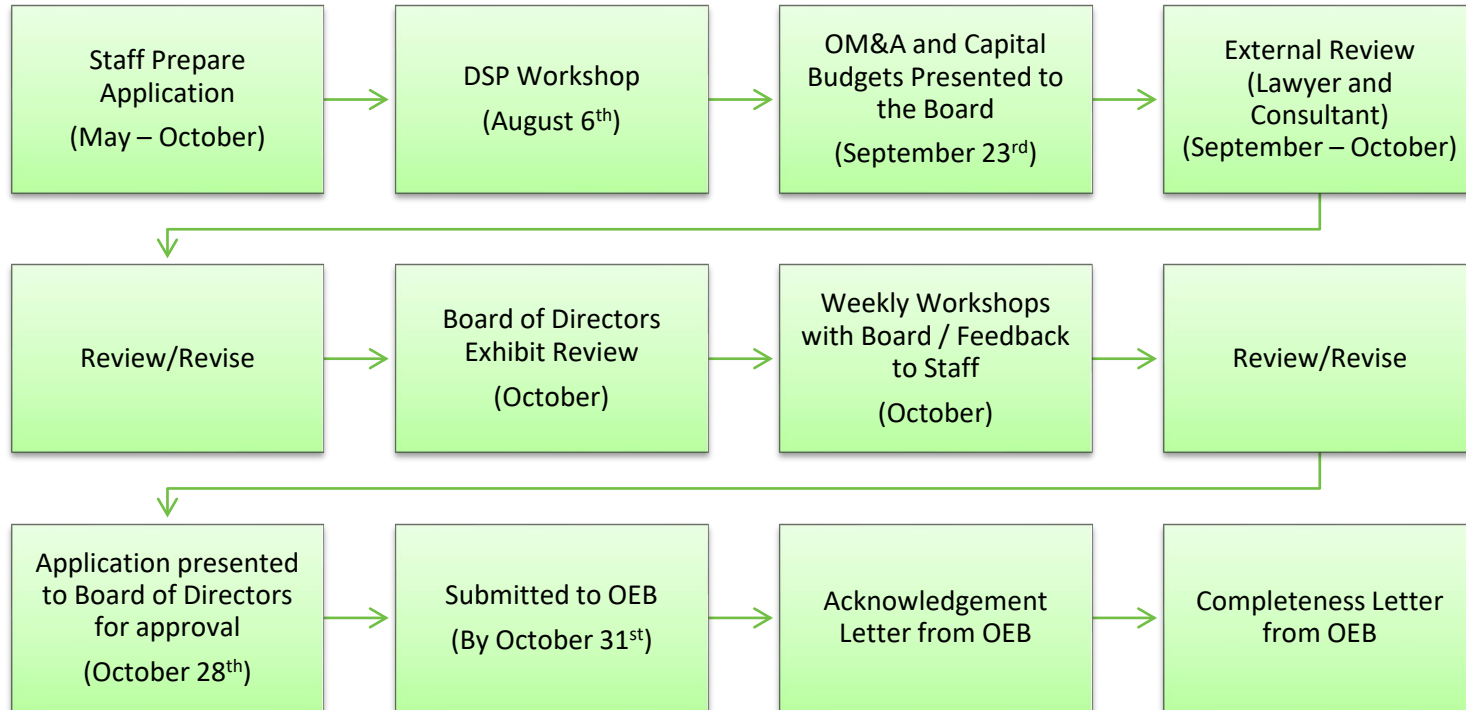 Staff Prepare
Application
(May – October)
DSP Workshop
(August 6th)
OM&A and Capital
Budgets Presented to
the Board
(September 23rd)
External Review
(Lawyer and
Consultant)
(September – October)
Review/Revise
Board of Directors
Exhibit Review
(October)
Weekly Workshops
with Board / Feedback
to Staff
(October)
Review/Revise
Application presented
to Board of Directors
for approval
(October 28th)
Submitted to OEB
(By October 31st)
Acknowledgement
Letter from OEB
Completeness Letter
from OEB